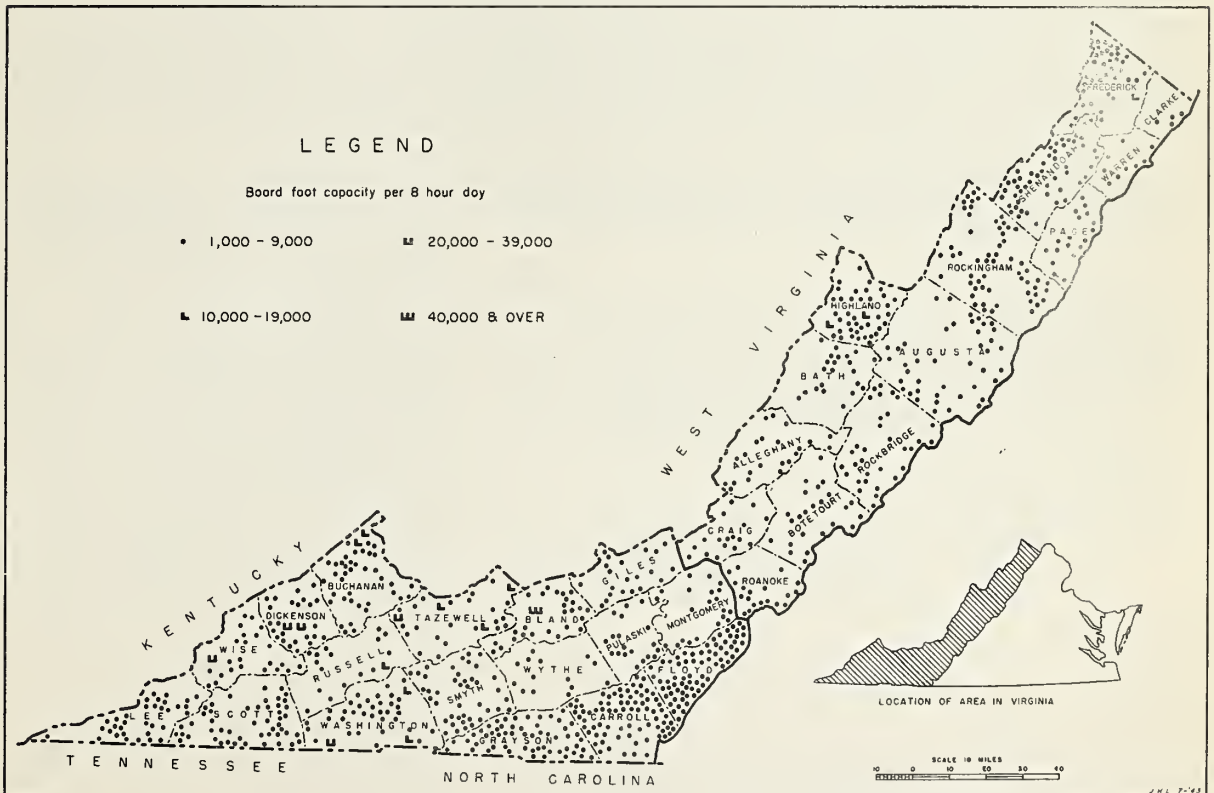 LEGEND
Board foot capacity per 8 hour day
1,000 - 9,000
20,000 - 39,000
10,000 - 19,000
40,000 & OVER
FREDERICK
CLARKE
SHENANDOAH
WARREN
PAGE
ROCKINGHAM
WEST VIRGINIA
HIGHLAND
AUGUSTA
BATH
ALLEGHANY
ROCKBRIDGE
BOTETOURT
CRAIG
ROANOKE
KENTUCKY
GILES
BUCHANAN
DICKENSON
TAZEWELL
BLAND
MONTGOMERY
PULASKI
WISE
RUSSELL
WYTHE
FLOYD
SMYTH
LEE
SCOTT
WASHINGTON
CARROLL
GRAYSON
TENNESSEE
NORTH CAROLINA
LOCATION OF AREA IN VIRGINIA
SCALE IN MILES
10 0 10 20 30 40